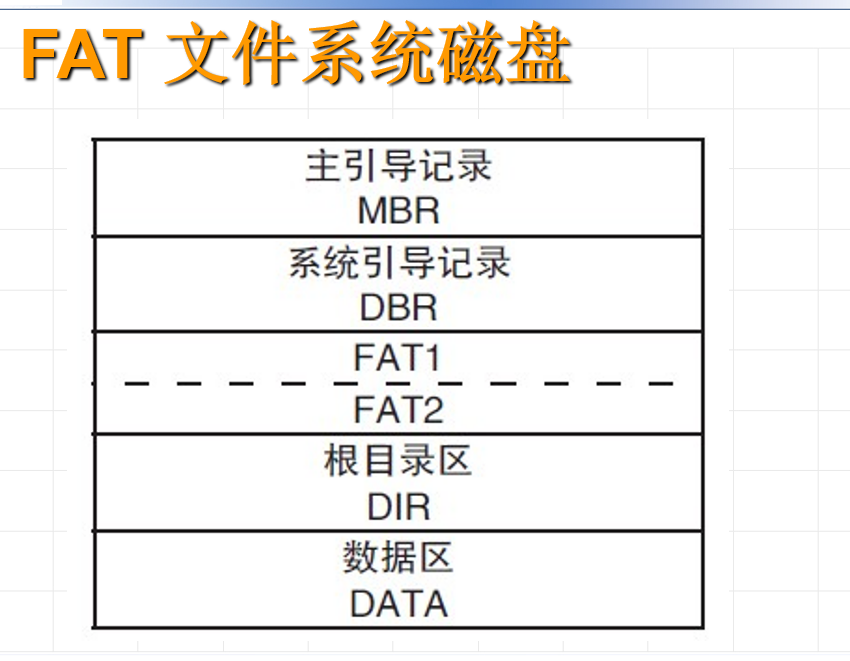 FAT 文件系统磁盘
主引导记录
MBR
系统引导记录
DBR
FAT1
FAT2
根目录区
DIR
数据区
DATA